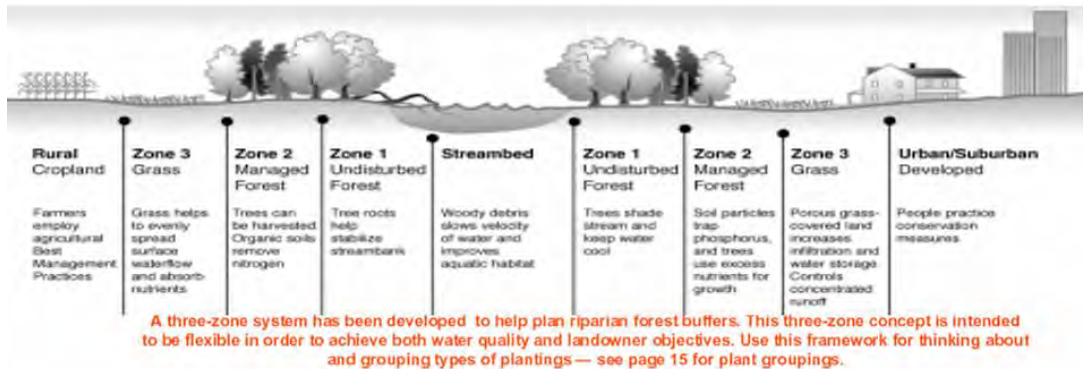 Rural
Cropland
Farmers
employ
agricultural
Best
Management
Practices
Zone 3
Grass
Grass helps
to evenly
spread
surface
waterflow
and absorb
nutrients
Zone 2
Managed
Forest
Trees can
be harvested
Organic soils
remove
nitrogen
Zone 1
Undisturbed
Forest
Tree roots
help
stabilize
streambank
Streambed
Woody debris
slows velocity
of water and
improves
aquatic habitat
Zone 1
Undisturbed
Forest
Trees shade
stream and
keep water
cool
Zone 2
Managed
Forest
Soil particles
trap
phosphorus,
and trees
use excess
nutrients for
growth
Zone 3
Grass
Porous grass-
covered land
increases
infiltration and
water storage
Controls
concentrated
runoff
Urban/Suburban
Developed
People practice
conservation
measures
A three-zone system has been developed to help plan riparian forest buffers. This three-zone concept is intended
to be flexible in order to achieve both water quality and landowner objectives. Use this framework for thinking about
and grouping types of plantings — see page 15 for plant groupings.